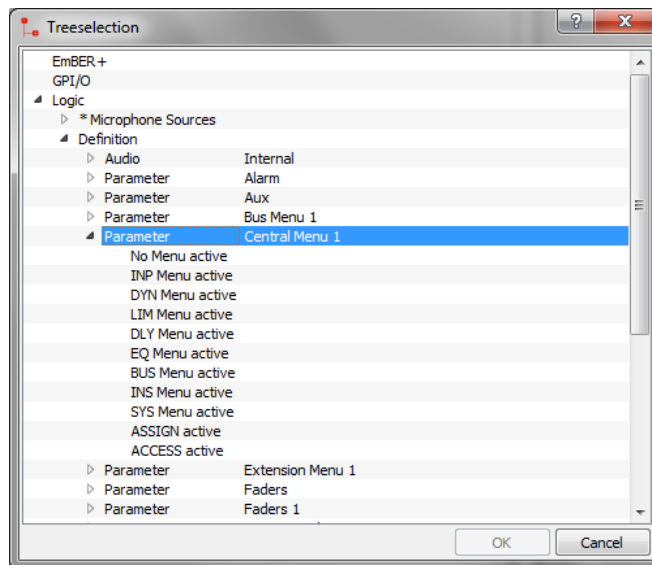 Treeselection
EmBER+
GPI/O
Logic
* Microphone Sources
Definition
Audio Internal
Parameter Alarm
Parameter Aux
Parameter Bus Menu 1
Parameter Central Menu 1
No Menu active
INP Menu active
DYN Menu active
LIM Menu active
DLY Menu active
EQ Menu active
BUS Menu active
INS Menu active
SYS Menu active
ASSIGN active
ACCESS active
Parameter Extension Menu 1
Parameter Faders
Parameter Faders 1
OK Cancel